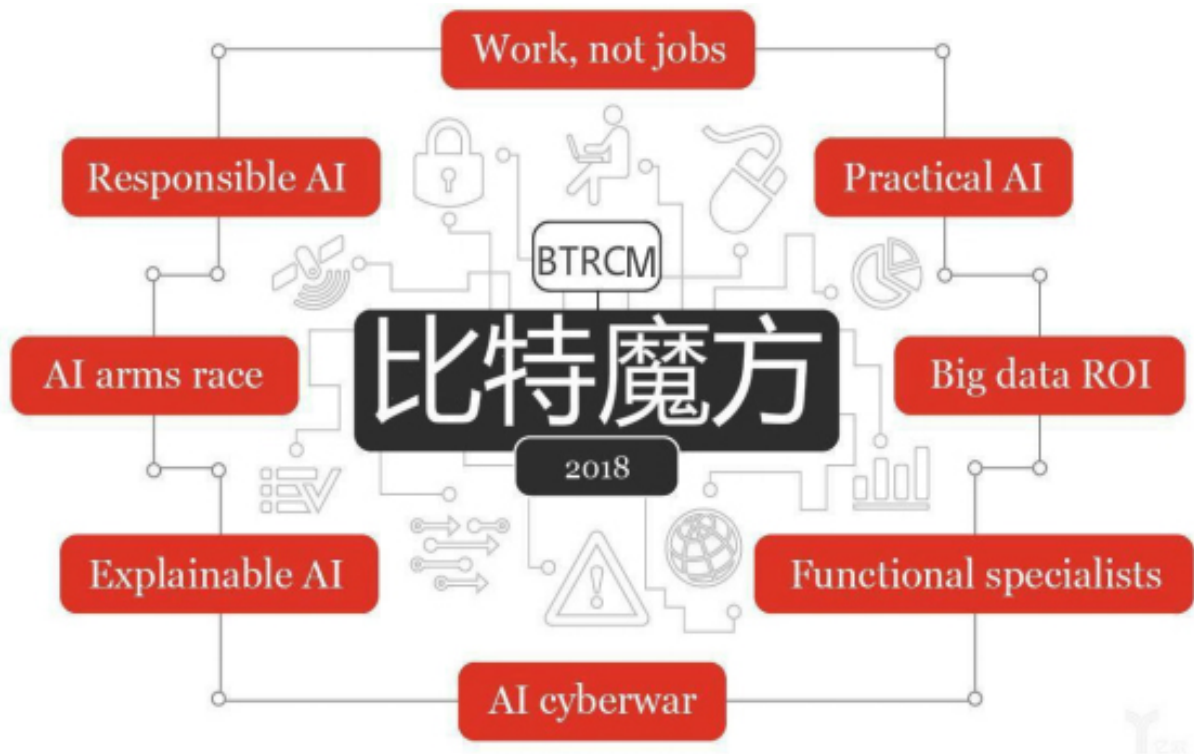 Work, not jobs
Responsible AI
Practical AI
BTRCM
比特魔方
AI arms race
Big data ROI
2018
Explainable AI
Functional specialists
AI cyberwar